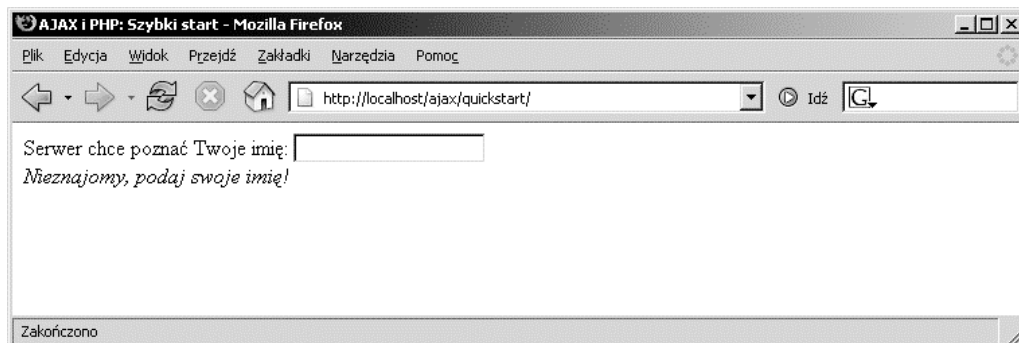 AJAX i PHP: Szybki start - Mozilla Firefox
Plik Edycja Widok Przejdź Zakładki Narzędzia Pomoc
http://localhost/ajax/quickstart/ Idź G
Serwer chce poznać Twoje imię:
Nieznajomy, podaj swoje imię!
Zakończono